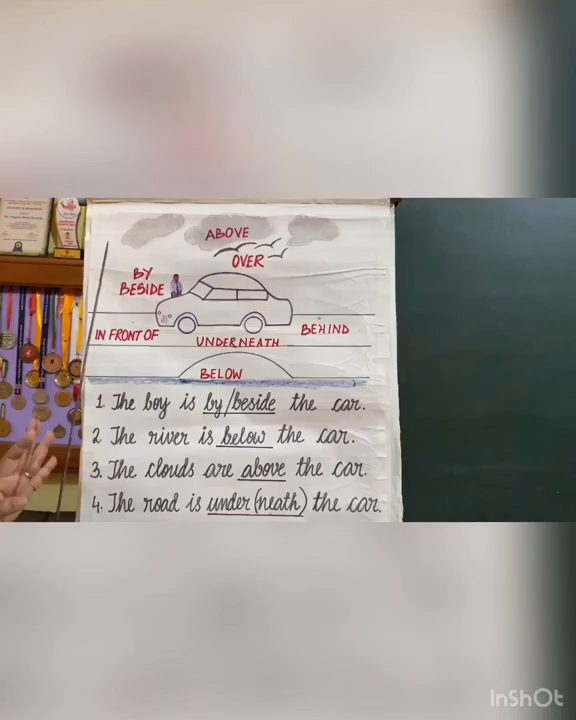 ABOVE
OVER
BY
BESIDE
IN FRONT OF
BEHIND
UNDERNEATH
BELOW
1. The boy is by/beside the car.
2 The river is below the car.
3. The clouds are above the car.
4. The road is under(neath) the car.
InShOt